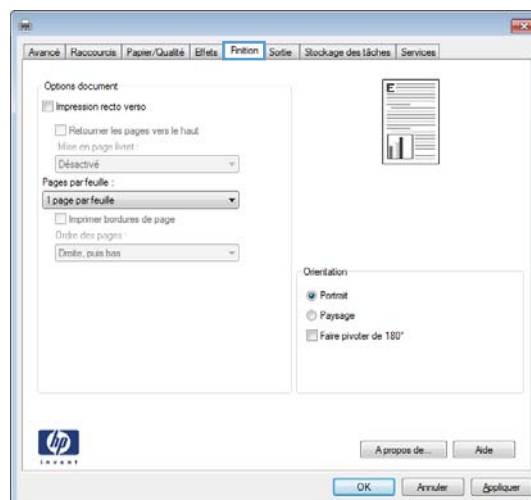 Avancé Raccourcis Papier/Qualité Effets Finition Sortie Stockage des tâches Services
Options document
Impression recto verso
Retourner les pages vers le haut
Mise en page livret :
Désactivé
Pages par feuille :
1 page par feuille
Imprimer bordures de page
Ordre des pages :
Droite, puis bas
E
Orientation
Portrait
Paysage
Faire pivoter de 180°
hp
invent
A propos de... Aide
OK Annuler Appliquer